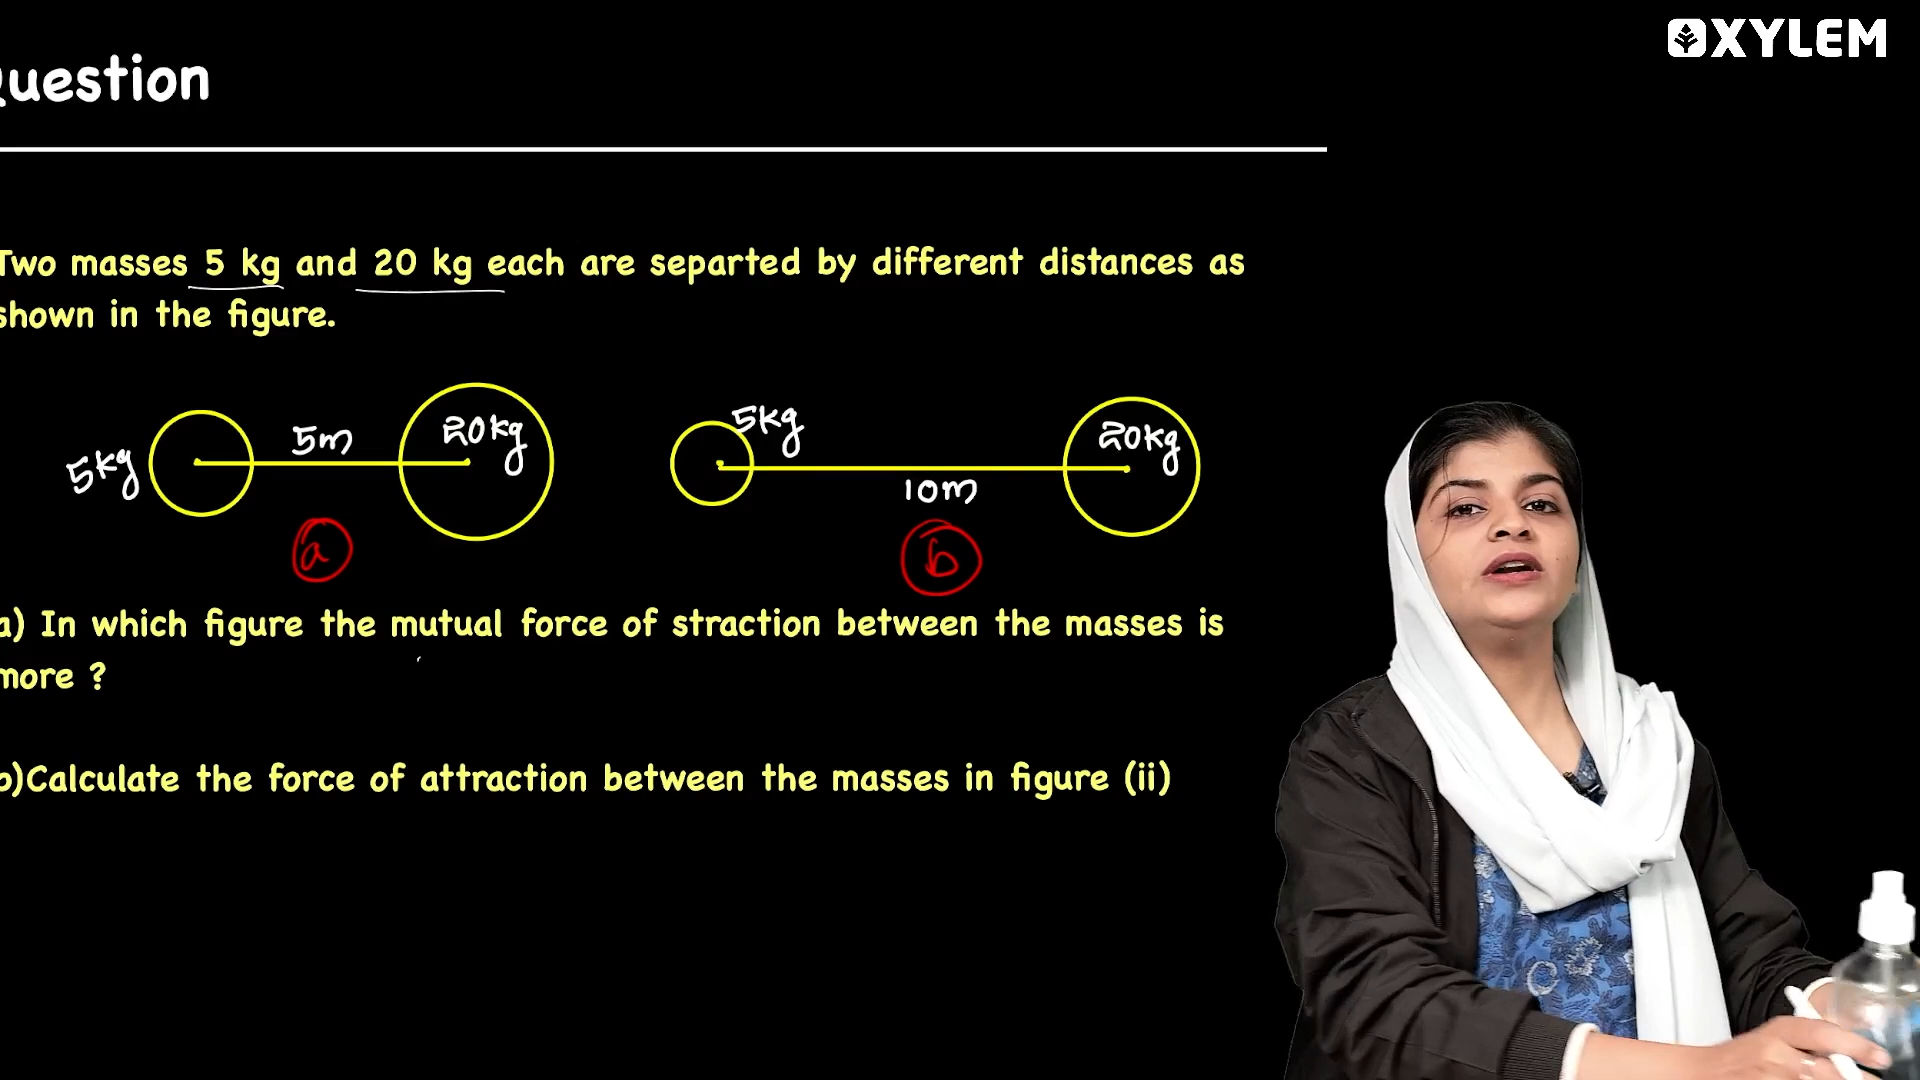 XYLEM
Question
Two masses 5 kg and 20 kg each are separted by different distances as
shown in the figure.
5kg 5m 20kg
5kg 10m 20kg
a b
a) In which figure the mutual force of straction between the masses is
more ?
b)Calculate the force of attraction between the masses in figure (ii)